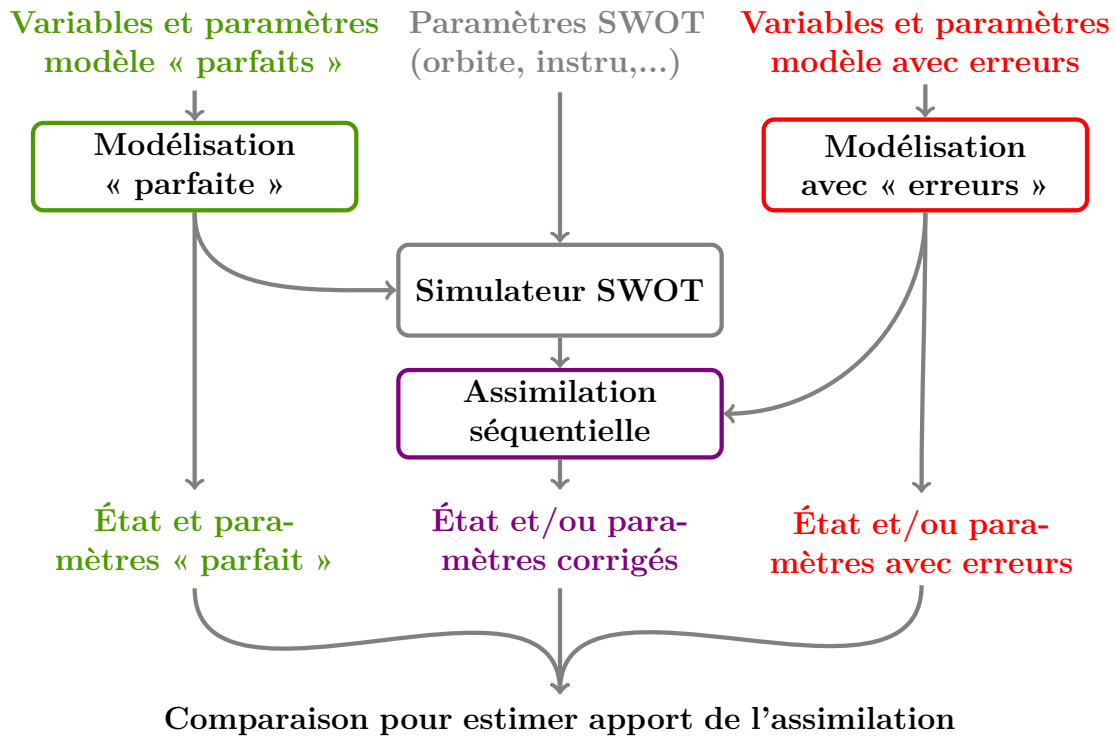 Variables et paramètres
modèle « parfaits »
Paramètres SWOT
(orbite, instru,...)
Variables et paramètres
modèle avec erreurs
Modélisation
« parfaite »
Modélisation
avec « erreurs »
Simulateur SWOT
Assimilation
séquentielle
État et para-
mètres « parfait »
État et/ou para-
mètres corrigés
État et/ou para-
mètres avec erreurs
Comparaison pour estimer apport de l'assimilation